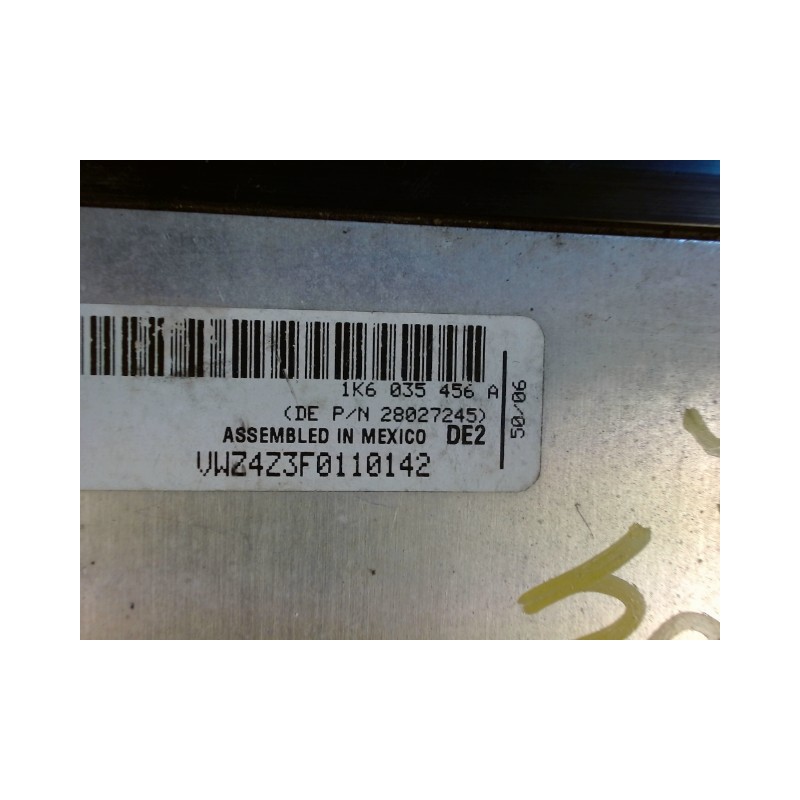 1K6 035 456 A
(DE P/N 28027245)
ASSEMBLED IN MEXICO DE2
VWZ4Z3F0110142
50/06